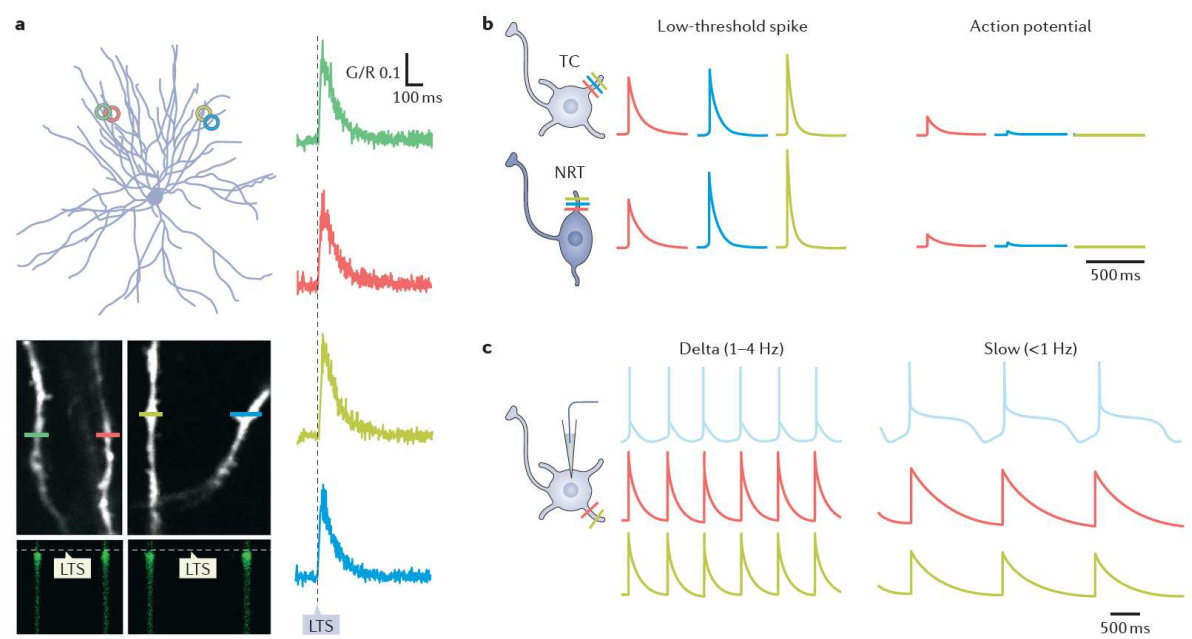 a
G/R 0.1
100 ms
LTS
LTS
LTS
b
Low-threshold spike
Action potential
TC
NRT
500 ms
c
Delta (1–4 Hz)
Slow (<1 Hz)
500 ms